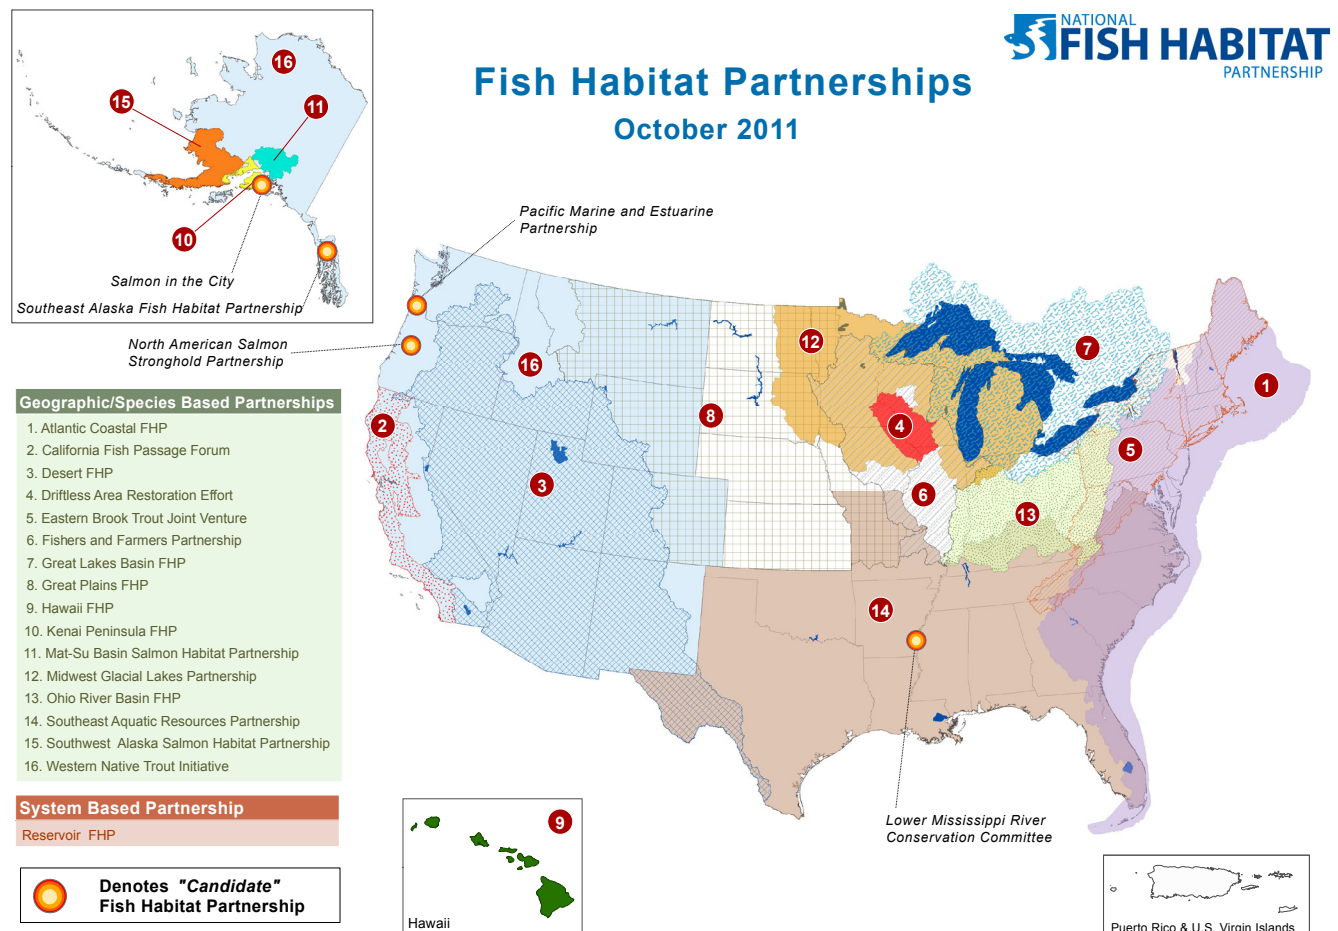 NATIONAL
FISH HABITAT
PARTNERSHIP
Fish Habitat Partnerships
October 2011
16
15
11
10
Salmon in the City
Southeast Alaska Fish Habitat Partnership
Pacific Marine and Estuarine
Partnership
North American Salmon
Stronghold Partnership
12
7
16
1
8
2
4
5
3
6
13
14
Geographic/Species Based Partnerships
1. Atlantic Coastal FHP
2. California Fish Passage Forum
3. Desert FHP
4. Driftless Area Restoration Effort
5. Eastern Brook Trout Joint Venture
6. Fishers and Farmers Partnership
7. Great Lakes Basin FHP
8. Great Plains FHP
9. Hawaii FHP
10. Kenai Peninsula FHP
11. Mat-Su Basin Salmon Habitat Partnership
12. Midwest Glacial Lakes Partnership
13. Ohio River Basin FHP
14. Southeast Aquatic Resources Partnership
15. Southwest Alaska Salmon Habitat Partnership
16. Western Native Trout Initiative
System Based Partnership
Reservoir FHP
Denotes "Candidate"
Fish Habitat Partnership
9
Hawaii
Lower Mississippi River
Conservation Committee
Puerto Rico & U.S. Virgin Islands